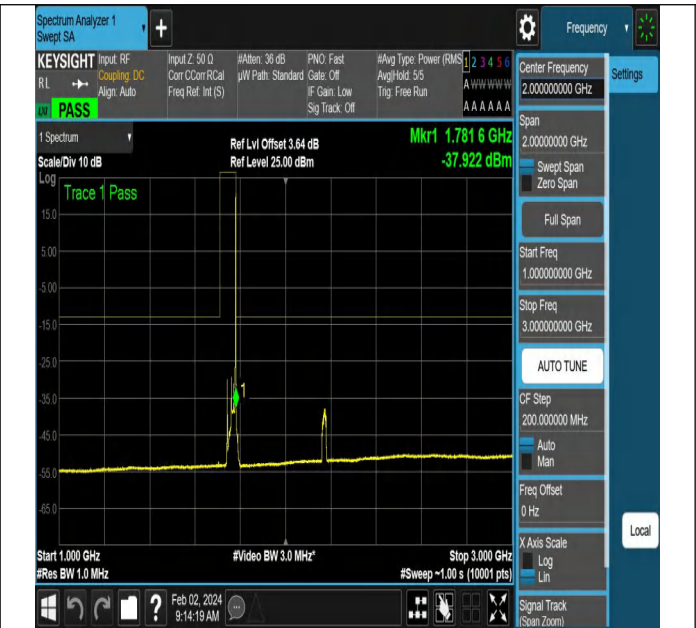 Spectrum Analyzer 1
Swept SA
+
Frequency
KEYSIGHT
RL
LXI
PASS
Input: RF
Coupling: DC
Align: Auto
Input Z: 50 Ω
Corr CCorr RCal
Freq Ref: Int (S)
#Atten: 36 dB
µW Path: Standard
PNO: Fast
Gate: Off
IF Gain: Low
Sig Track: Off
#Avg Type: Power (RMS
Avg|Hold: 5/5
Trig: Free Run
1 2 3 4 5 6
A W W W W W
A A A A A A
1 Spectrum
Scale/Div 10 dB
Ref Lvl Offset 3.64 dB
Ref Level 25.00 dBm
Mkr1 1.781 6 GHz
-37.922 dBm
Log
Trace 1 Pass
15.0
5.00
-5.00
-15.0
-25.0
-35.0
-45.0
-55.0
-65.0
1
Start 1.000 GHz
#Res BW 1.0 MHz
#Video BW 3.0 MHz*
Stop 3.000 GHz
#Sweep ~1.00 s (10001 pts)
?
Feb 02, 2024
9:14:19 AM
Center Frequency
2.000000000 GHz
Span
2.00000000 GHz
Swept Span
Zero Span
Full Span
Start Freq
1.000000000 GHz
Stop Freq
3.000000000 GHz
AUTO TUNE
CF Step
200.000000 MHz
Auto
Man
Freq Offset
0 Hz
X Axis Scale
Log
Lin
Signal Track
(Span Zoom)
Settings
Local